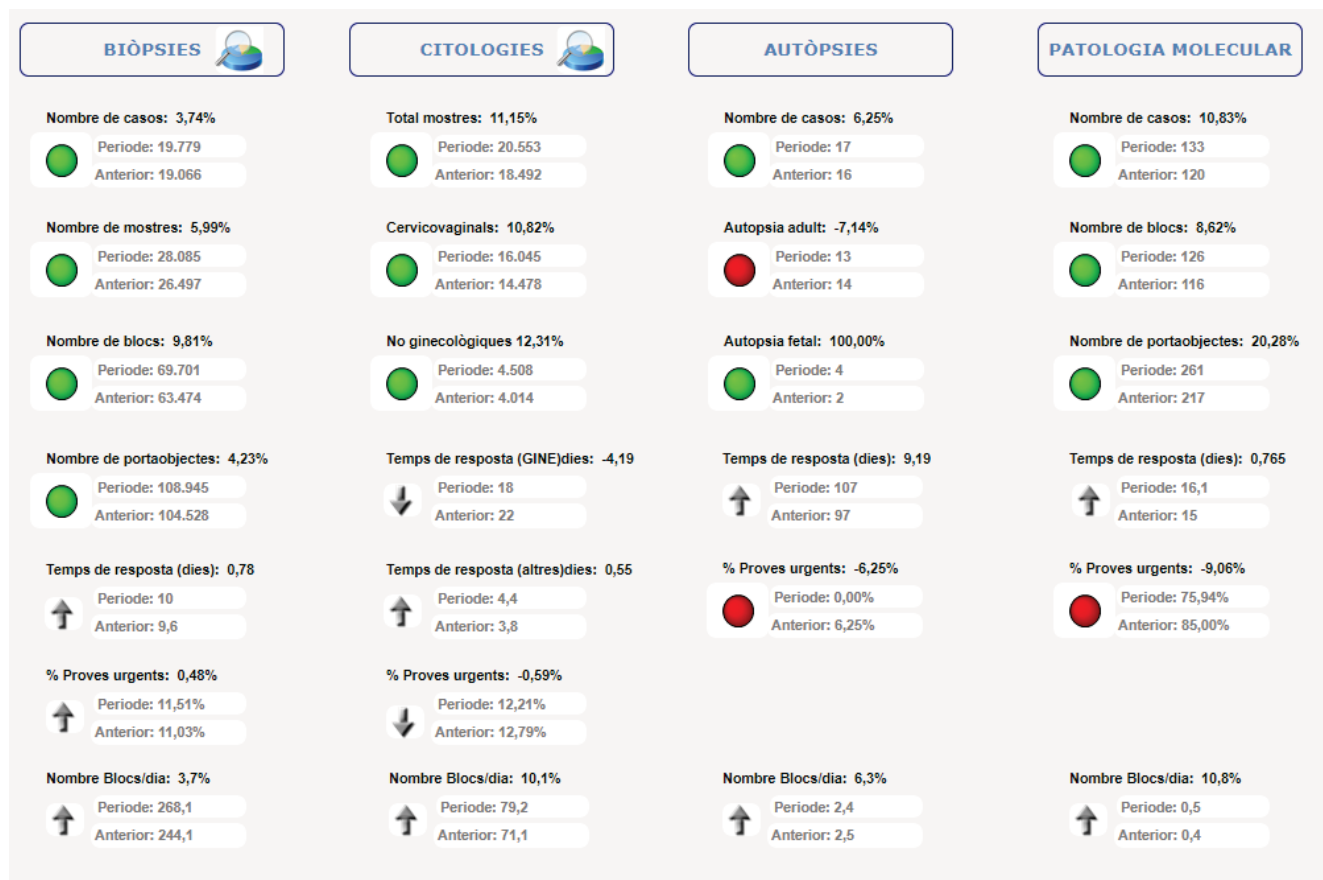 BIÒPSIES
Nombre de casos: 3,74%
Periode: 19.779
Anterior: 19.066
Nombre de mostres: 5,99%
Periode: 28.085
Anterior: 26.497
Nombre de blocs: 9,81%
Periode: 69.701
Anterior: 63.474
Nombre de portaobjectes: 4,23%
Periode: 108.945
Anterior: 104.528
Temps de resposta (dies): 0,78
Periode: 10
Anterior: 9,6
% Proves urgents: 0,48%
Periode: 11,51%
Anterior: 11,03%
Nombre Blocs/dia: 3,7%
Periode: 268,1
Anterior: 244,1
CITOLOGIES
Total mostres: 11,15%
Periode: 20.553
Anterior: 18.492
Cervicovaginals: 10,82%
Periode: 16.045
Anterior: 14.478
No ginecològiques 12,31%
Periode: 4.508
Anterior: 4.014
Temps de resposta (GINE)dies: -4,19
Periode: 18
Anterior: 22
Temps de resposta (altres)dies: 0,55
Periode: 4,4
Anterior: 3,8
% Proves urgents: -0,59%
Periode: 12,21%
Anterior: 12,79%
Nombre Blocs/dia: 10,1%
Periode: 79,2
Anterior: 71,1
AUTÒPSIES
Nombre de casos: 6,25%
Periode: 17
Anterior: 16
Autopsia adult: -7,14%
Periode: 13
Anterior: 14
Autopsia fetal: 100,00%
Periode: 4
Anterior: 2
Temps de resposta (dies): 9,19
Periode: 107
Anterior: 97
% Proves urgents: -6,25%
Periode: 0,00%
Anterior: 6,25%
Nombre Blocs/dia: 6,3%
Periode: 2,4
Anterior: 2,5
PATOLOGIA MOLECULAR
Nombre de casos: 10,83%
Periode: 133
Anterior: 120
Nombre de blocs: 8,62%
Periode: 126
Anterior: 116
Nombre de portaobjectes: 20,28%
Periode: 261
Anterior: 217
Temps de resposta (dies): 0,765
Periode: 16,1
Anterior: 15
% Proves urgents: -9,06%
Periode: 75,94%
Anterior: 85,00%
Nombre Blocs/dia: 10,8%
Periode: 0,5
Anterior: 0,4